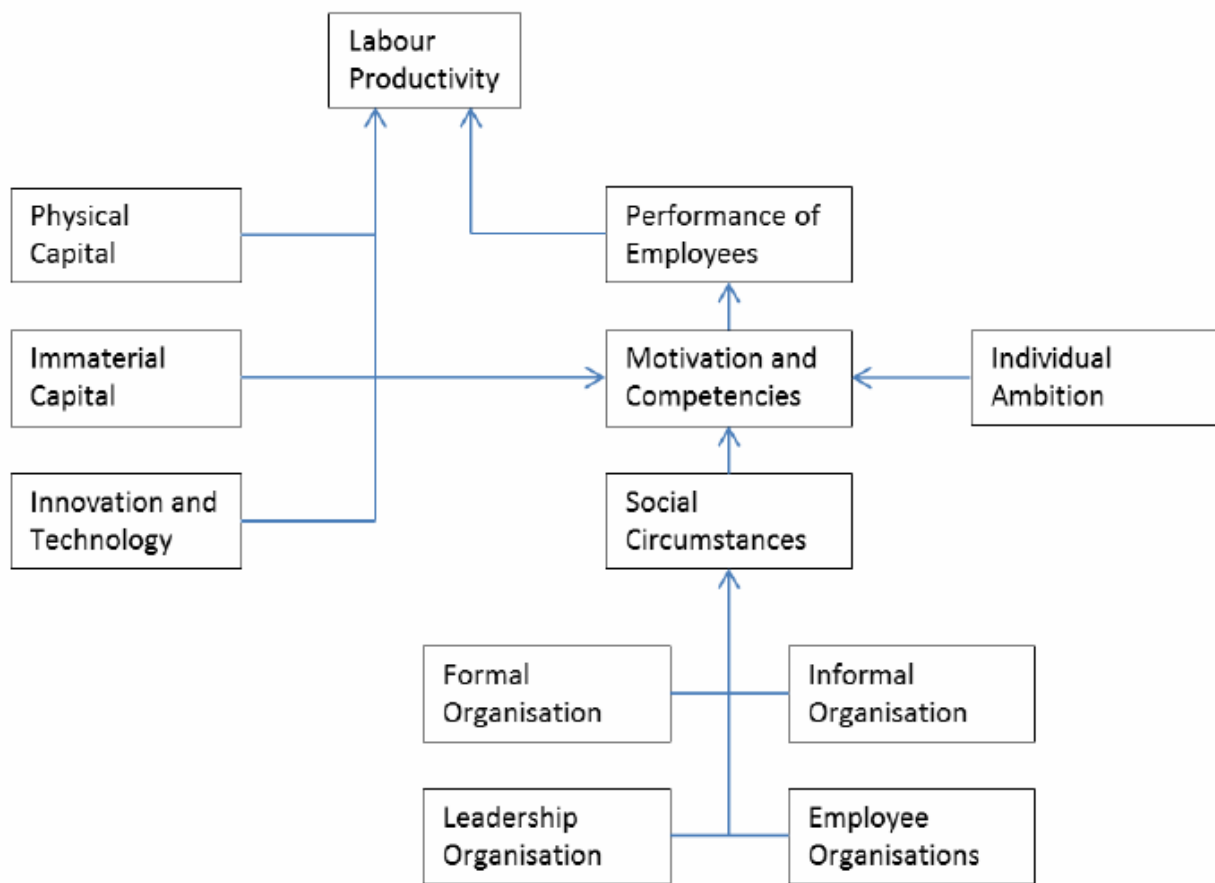 Labour
Productivity
Physical
Capital
Performance of
Employees
Immaterial
Capital
Motivation and
Competencies
Individual
Ambition
Innovation and
Technology
Social
Circumstances
Formal
Organisation
Informal
Organisation
Leadership
Organisation
Employee
Organisations